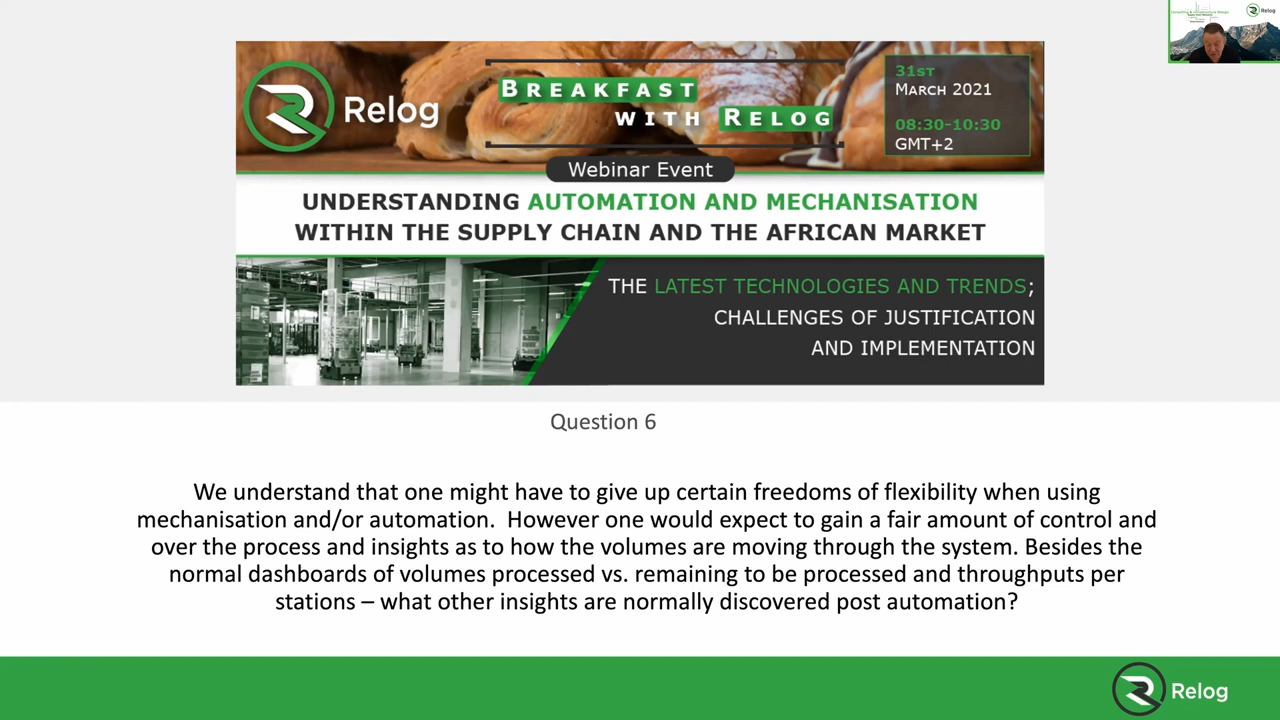 Relog
Relog
BREAKFAST
WITH RELOG
31ST
MARCH 2021
08:30-10:30
GMT+2
Webinar Event
UNDERSTANDING AUTOMATION AND MECHANISATION
WITHIN THE SUPPLY CHAIN AND THE AFRICAN MARKET
THE LATEST TECHNOLOGIES AND TRENDS;
CHALLENGES OF JUSTIFICATION
AND IMPLEMENTATION
Question 6
We understand that one might have to give up certain freedoms of flexibility when using
mechanisation and/or automation.  However one would expect to gain a fair amount of control and
over the process and insights as to how the volumes are moving through the system. Besides the
normal dashboards of volumes processed vs. remaining to be processed and throughputs per
stations – what other insights are normally discovered post automation?
Relog